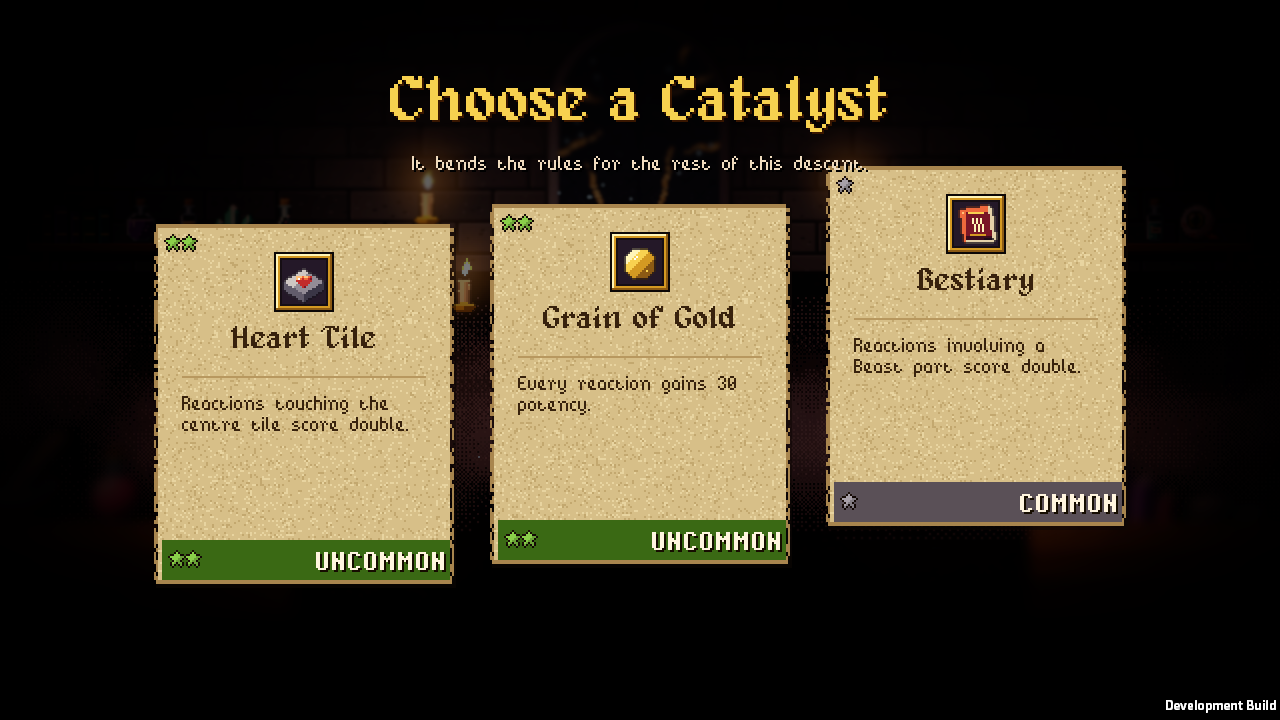 Choose a Catalyst
It bends the rules for the rest of this descent.
Heart Tile
Reactions touching the
centre tile score double.
UNCOMMON
Grain of Gold
Every reaction gains 30
potency.
UNCOMMON
Bestiary
Reactions involving a
Beast part score double.
COMMON
Development Build